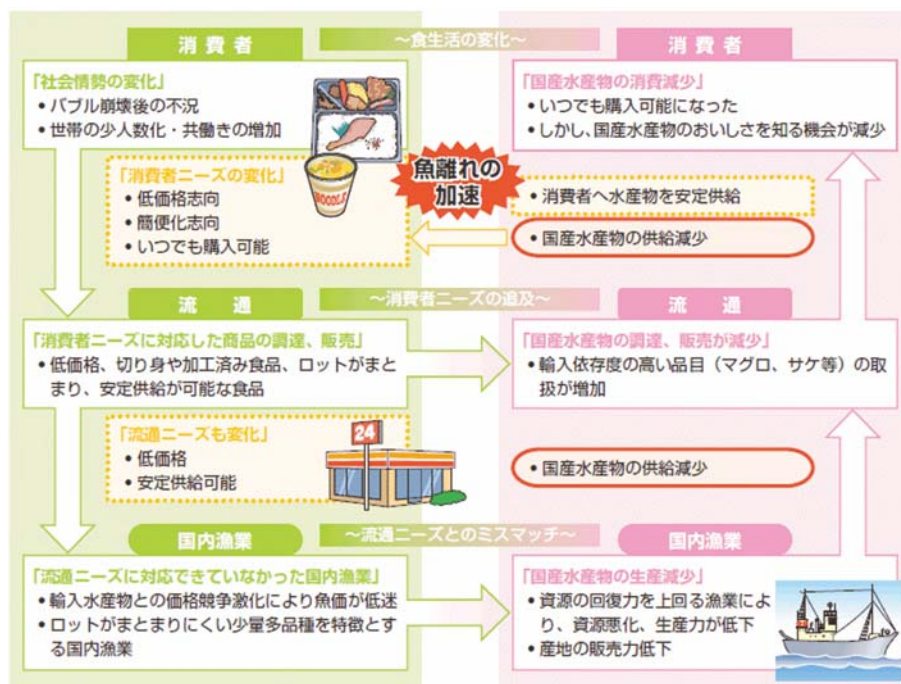 消費者
～食生活の変化～
消費者
「社会情勢の変化」
• バブル崩壊後の不況
• 世帯の少人数化・共働きの増加
「国産水産物の消費減少」
• いつでも購入可能になった
• しかし、国産水産物のおいしさを知る機会が減少
「消費者ニーズの変化」
• 低価格志向
• 簡便化志向
• いつでも購入可能
NOODLE
魚離れの
加速
• 消費者へ水産物を安定供給
• 国産水産物の供給減少
流通
～消費者ニーズの追及～
流通
「消費者ニーズに対応した商品の調達、販売」
• 低価格、切り身や加工済み食品、ロットがまと
まり、安定供給が可能な食品
「国産水産物の調達、販売が減少」
• 輸入依存度の高い品目（マグロ、サケ等）の取
扱が増加
「流通ニーズも変化」
• 低価格
• 安定供給可能
24
• 国産水産物の供給減少
国内漁業
～流通ニーズとのミスマッチ～
国内漁業
「流通ニーズに対応できていなかった国内漁業」
• 輸入水産物との価格競争激化により魚価が低迷
• ロットがまとまりにくい少量多品種を特徴とす
る国内漁業
「国産水産物の生産減少」
• 資源の回復力を上回る漁業によ
り、資源悪化、生産力が低下
• 産地の販売力低下